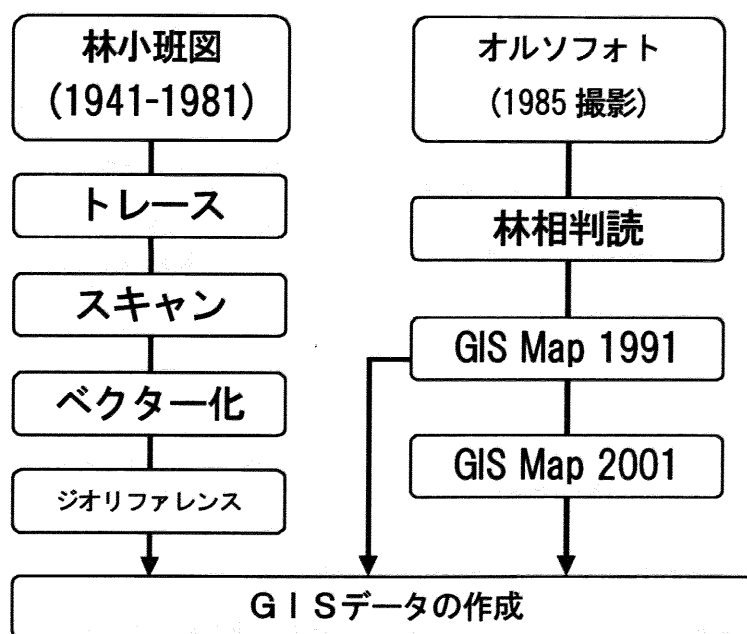 林小班図
(1941-1981)
トレース
スキャン
ベクター化
ジオリファレンス
オルソフォト
(1985 撮影)
林相判読
GIS Map 1991
GIS Map 2001
ＧＩＳデータの作成